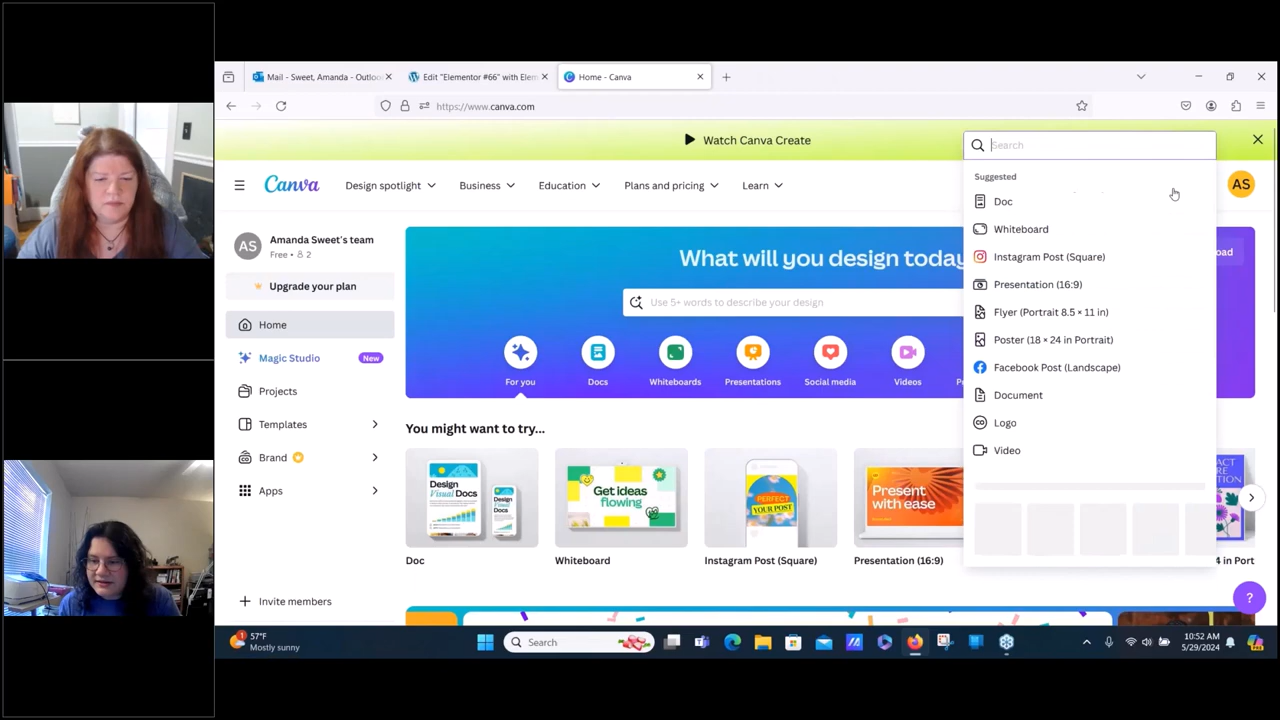 Mail - Sweet, Amanda - Outloo
Edit "Elementor #66" with Elem
Home - Canva
https://www.canva.com
Watch Canva Create
Search
Canva
Design spotlight
Business
Education
Plans and pricing
Learn
AS
Suggested
Doc
Whiteboard
Instagram Post (Square)
Presentation (16:9)
Flyer (Portrait 8.5 × 11 in)
Poster (18 × 24 in Portrait)
Facebook Post (Landscape)
Document
Logo
Video
AS
Amanda Sweet's team
Free • 2
Upgrade your plan
Home
Magic Studio
New
Projects
Templates
Brand
Apps
Invite members
What will you design today
oad
Use 5+ words to describe your design
For you
Docs
Whiteboards
Presentations
Social media
Videos
P
You might want to try...
Design
Visual Docs
Get ideas
flowing
PERFECT
YOUR POST
Present
with ease
Doc
Whiteboard
Instagram Post (Square)
Presentation (16:9)
in Port
?
1
57°F
Mostly sunny
Search
10:52 AM
5/29/2024